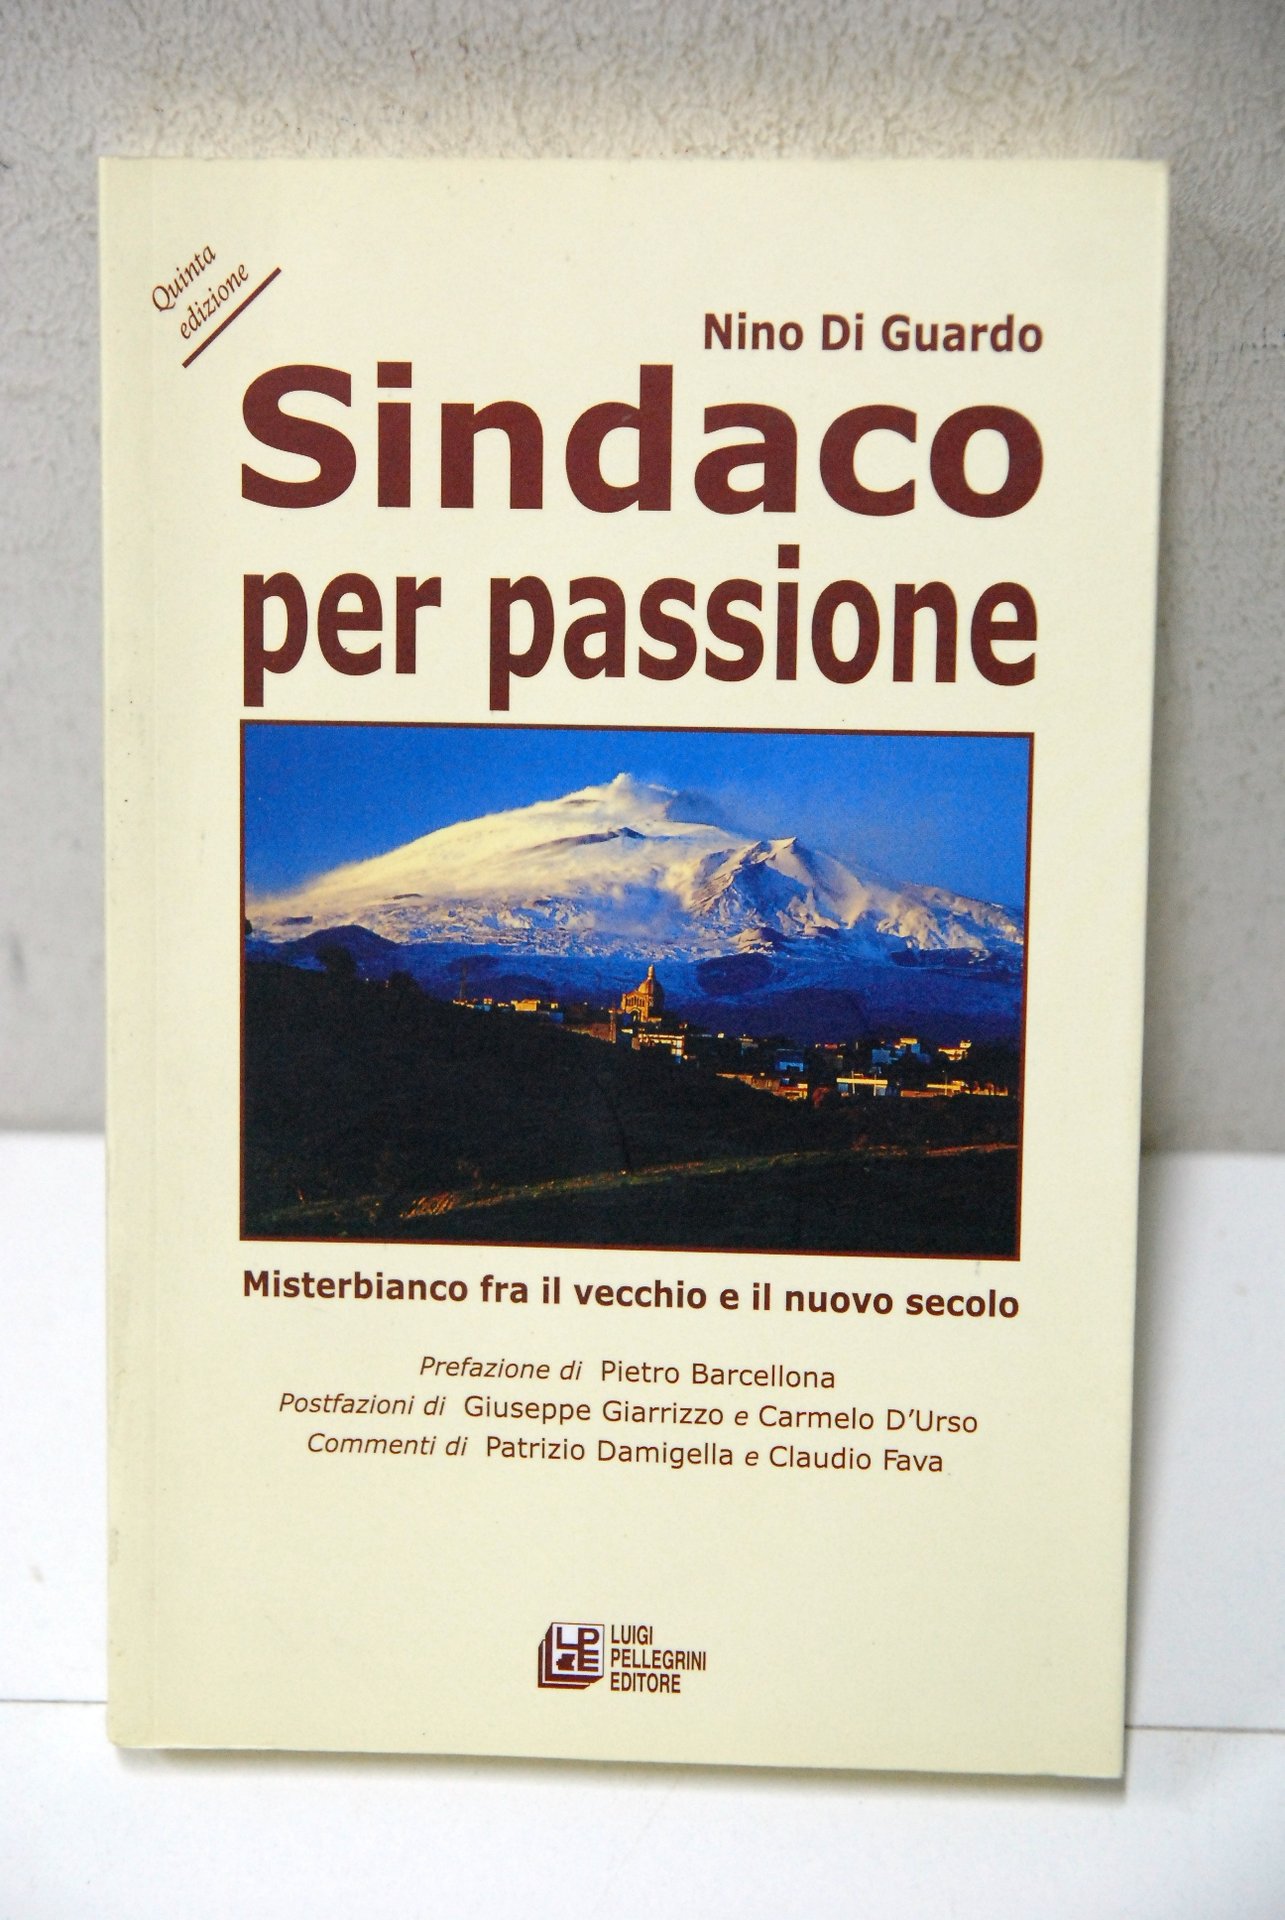 Quinta
edizione
Nino Di Guardo
Sindaco
per passione
Misterbianco fra il vecchio e il nuovo secolo
Prefazione di Pietro Barcellona
Postfazioni di Giuseppe Giarrizzo e Carmelo D'Urso
Commenti di Patrizio Damigella e Claudio Fava
LPE
LUIGI
PELLEGRINI
EDITORE